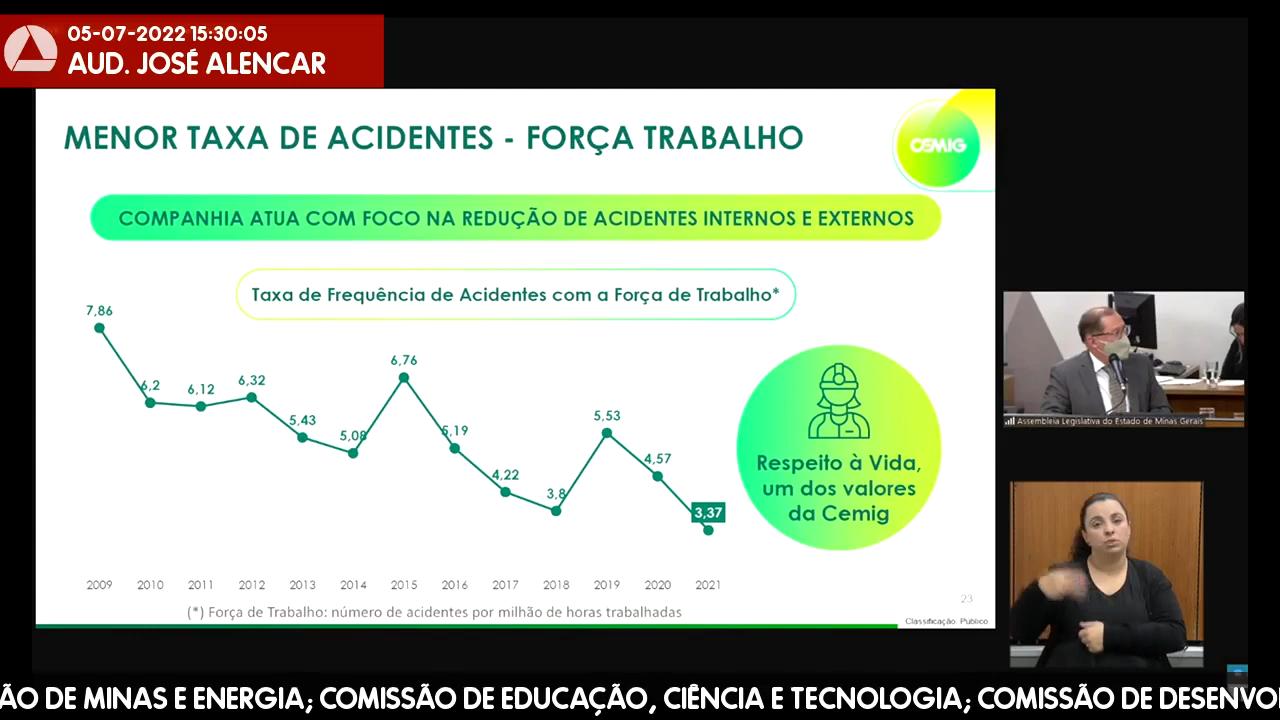 05-07-2022 15:30:05
AUD. JOSÉ ALENCAR
MENOR TAXA DE ACIDENTES - FORÇA TRABALHO
CEMIG
COMPANHIA ATUA COM FOCO NA REDUÇÃO DE ACIDENTES INTERNOS E EXTERNOS
Taxa de Frequência de Acidentes com a Força de Trabalho*
7,86
6,2
6,12
6,32
5,43
5,08
6,76
5,19
4,22
3,8
5,53
4,57
3,37
Respeito à Vida,
um dos valores
da Cemig
2009 2010 2011 2012 2013 2014 2015 2016 2017 2018 2019 2020 2021
(*) Força de Trabalho: número de acidentes por milhão de horas trabalhadas
23
Classificação: Público
Assembleia Legislativa do Estado de Minas Gerais
ÃO DE MINAS E ENERGIA; COMISSÃO DE EDUCAÇÃO, CIÊNCIA E TECNOLOGIA; COMISSÃO DE DESENVO